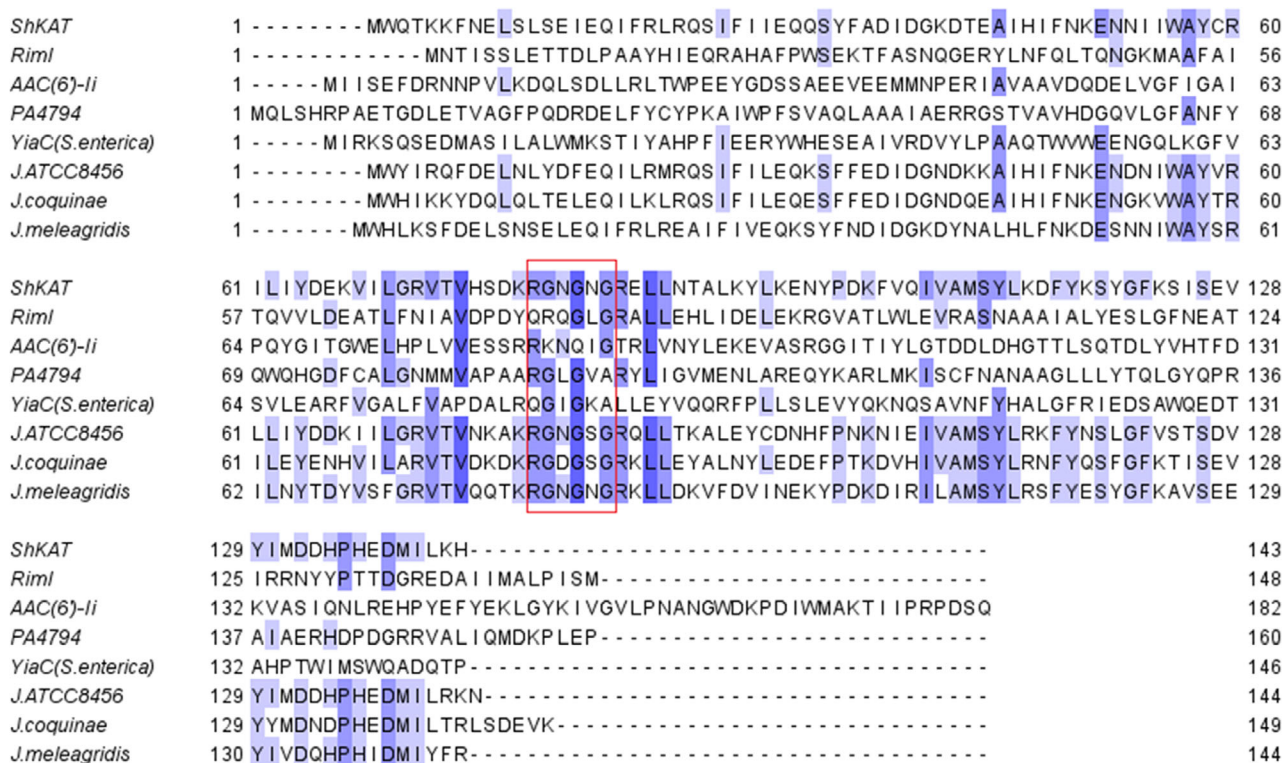 ShKAT 1 -------- MWQTKKFNELSLSEIEQIFRLRQSIFIIEQQSYFADIDGKDTEAIHIFNKENNIIWAYCR 60
RimI 1 ------------ MNTISSLETTDLPAAYHIEQRAHAFPWSEKTFASNQGERYLNFQLTQNGKMAAFAI 56
AAC(6')-Ii 1 ----- MIISEFDRNNPVLKDQLSDLLRLTWPEEYGDSSAEEVEEMMNPERIAVAAVDQDELVGFIGAI 63
PA4794 1 MQLSHRPAETGDLETVAGFPQDRDELFYCYPKAIWPFSVAQLAAAIAERRGSTVAVHDGQVLGFANFY 68
YiaC(S.enterica) 1 ----- MIRKSQSEDMASILALWMKSTIYAHPFIEERYWHESEAIVRDVYLPAAQTWVWEENGQLKGFV 63
J.ATCC8456 1 -------- MWYIRQFDELNLYDFEQILRMRQSIFILEQKSFFEDIDGNDKKAIHIFNKENDNIWAYVR 60
J.coquinae 1 -------- MWHIKKYDQLQLTELEQILKLRQSIFILEQESFFEDIDGNDQEAIHIFNKENGKVWAYTR 60
J.meleagridis 1 ------- MWHLKSFDELSNSELEQIFRLREAIFIVEQKSYFNDIDGKDYNALHLFNKDESNNIWAYSR 61
ShKAT 61 ILIYDEKVILGRVTVHSDKRGNGNGRELLNTALKYLKENYPDKFVQIVAMSYLKDFYKSYGFKSISEV 128
RimI 57 TQVVLDEATLFNIAVDPDYQRQGLGRALLEHLIDELEKRGVATLWLEVRASNAAAIALYESLGFNEAT 124
AAC(6')-Ii 64 PQYGITGWELHPLVVESSRRKNQIGTRLVNYLEKEVASRGGITIYLGTDDLDHGTTLSQTDLYVHTFD 131
PA4794 69 QWQHGDFCALGNMMVAPAARGLGVARYLIGVMENLAREQYKARLMKISCFNANAAGLLLYTQLGYQPR 136
YiaC(S.enterica) 64 SVLEARFVGALFVAPDALRQGIGKALLEYVQQRFPLLSLEVYQKNQSAVNFYHALGFRIEDSAWQEDT 131
J.ATCC8456 61 LLIYDDKIILGRVTVNKAKRGNGSGRQLLTKALEYCDNHFPNKNIEIVAMSYLRKFYNSLGFVSTSDV 128
J.coquinae 61 ILEYENHVILARVTVDKDKRGDGSGRKLLEYALNYLEDEFPTKDVHIVAMSYLRNFYQSFGFKTISEV 128
J.meleagridis 62 ILNYTDYVSFGRVTVQQTKRGNGNGRKLLDKVFDVINEKYPDKDIRILAMSYLRSFYESYGFKAVSEE 129
ShKAT 129 YIMDDHPHEDMILKH----------------------------------- 143
RimI 125 IRRNYYPTTDGREDAIIMALPISM-------------------------- 148
AAC(6')-Ii 132 KVASIQNLREHPYEFYEKLGYKIVGVLPNANGWDKPDIWMAKTIIPRPDSQ 182
PA4794 137 AIAERHDPDGRRVALIQMDKPLEP-------------------------- 160
YiaC(S.enterica) 132 AHPTWIMSWQADQTP----------------------------------- 146
J.ATCC8456 129 YIMDDHPHEDMILRKN---------------------------------- 144
J.coquinae 129 YYMDNDPHEDMILTRLSDEVK----------------------------- 149
J.meleagridis 130 YIVDQHPHIDMIYFR----------------------------------- 144